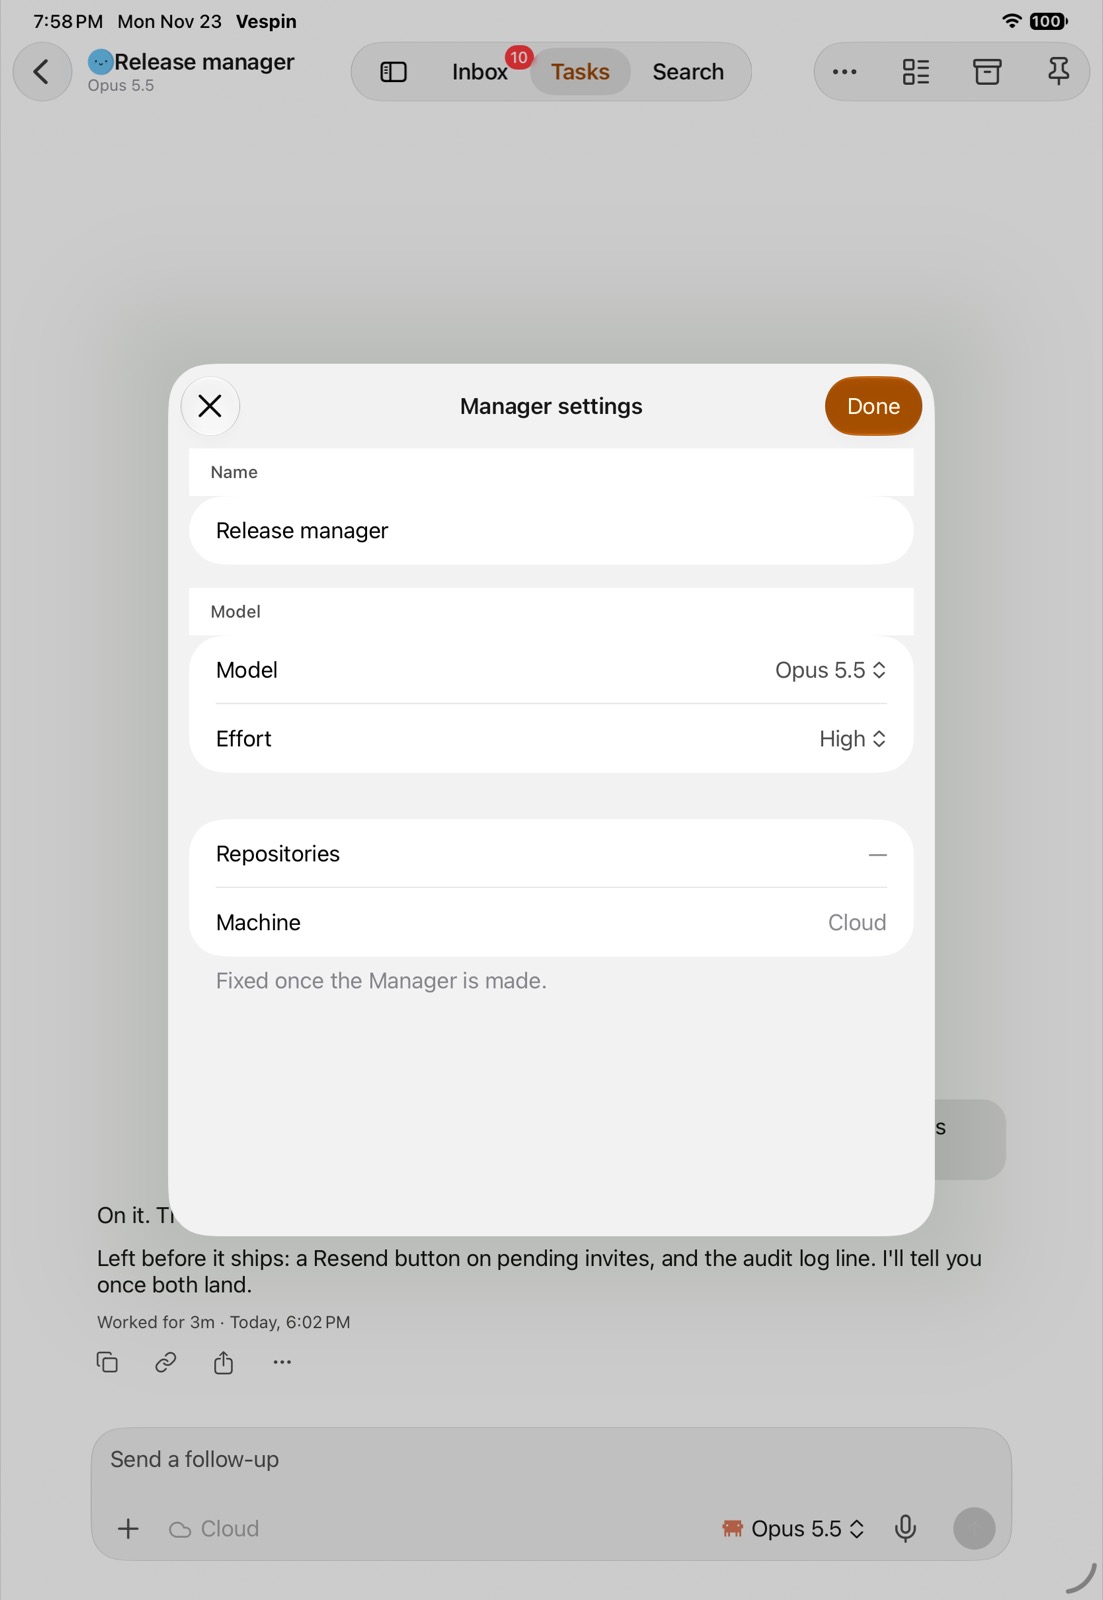 7:58 PM Mon Nov 23 Vespin
100
Release manager
Opus 5.5
Inbox
10
Tasks
Search
Manager settings
Done
Name
Release manager
Model
Model
Opus 5.5
Effort
High
Repositories
—
Machine
Cloud
Fixed once the Manager is made.
s
On it.
Left before it ships: a Resend button on pending invites, and the audit log line. I'll tell you
once both land.
Worked for 3m · Today, 6:02 PM
Send a follow-up
Cloud
Opus 5.5